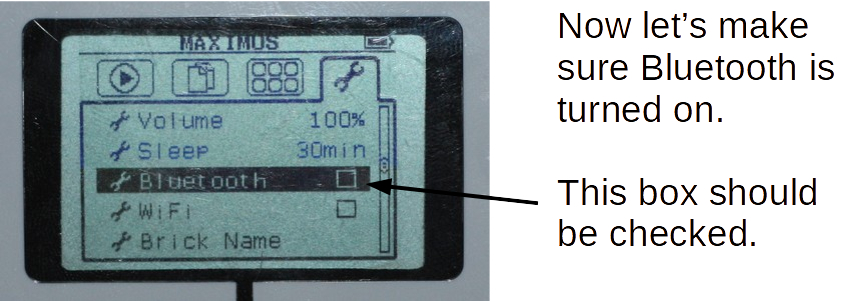 MAXIMUS
Volume 100%
Sleep 30min
Bluetooth
WiFi
Brick Name
Now let's make
sure Bluetooth is
turned on.
This box should
be checked.